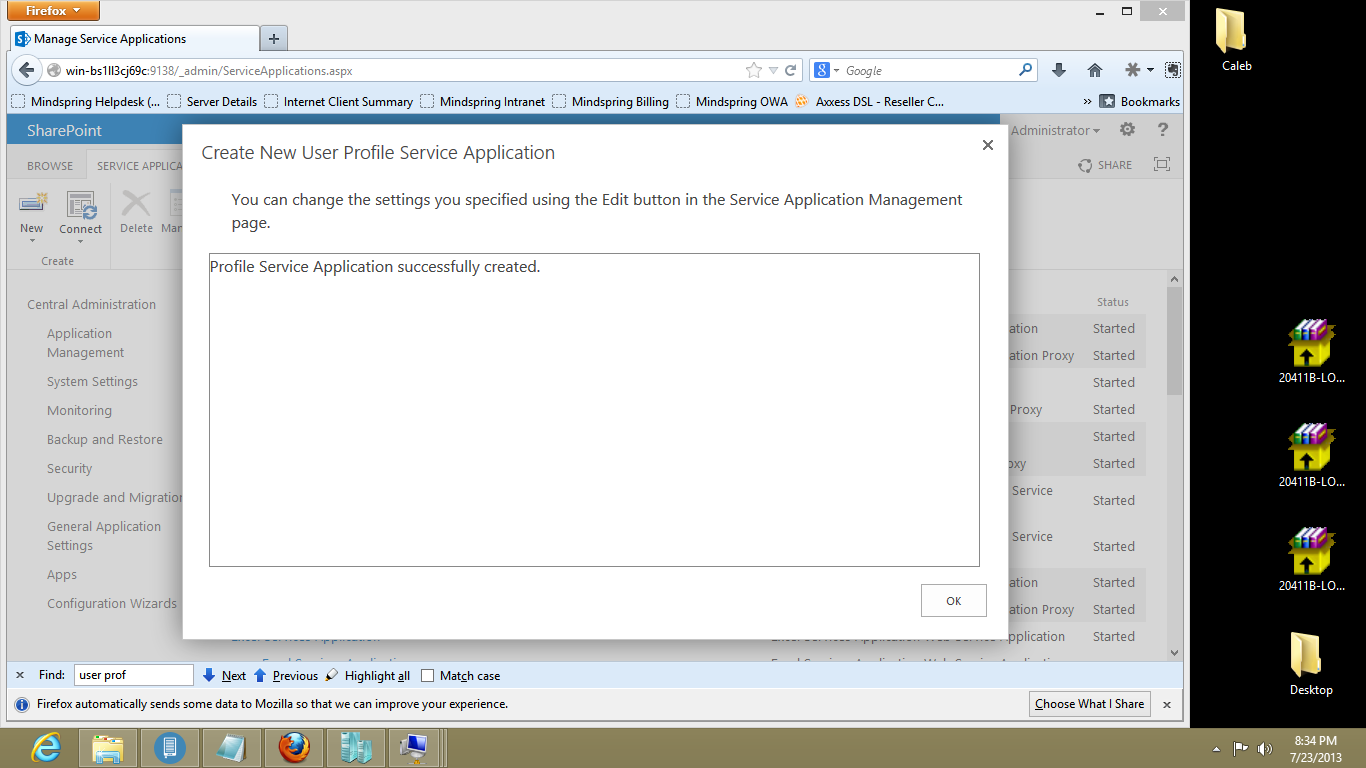 Firefox
Manage Service Applications
win-bs1ll3cj69c:9138/_admin/ServiceApplications.aspx
Google
Mindspring Helpdesk (...
Server Details
Internet Client Summary
Mindspring Intranet
Mindspring Billing
Mindspring OWA
Axxess DSL - Reseller C...
»
Bookmarks
Caleb
SharePoint
Administrator
?
BROWSE
SERVICE APPLICA
SHARE
New
Connect
Delete
Man
Create
Create New User Profile Service Application
You can change the settings you specified using the Edit button in the Service Application Management
page.
Profile Service Application successfully created.
OK
Central Administration
Application
Management
System Settings
Monitoring
Backup and Restore
Security
Upgrade and Migration
General Application
Settings
Apps
Configuration Wizards
Status
ation
Started
ation Proxy
Started
Started
Proxy
Started
Started
oxy
Started
Service
Started
Service
Started
ation
Started
ation Proxy
Started
Excel Services Application
Excel Services Application Web Service Application
Started
20411B-LO...
20411B-LO...
20411B-LO...
Desktop
Find:
user prof
Next
Previous
Highlight all
Match case
Firefox automatically sends some data to Mozilla so that we can improve your experience.
Choose What I Share
8:34 PM
7/23/2013